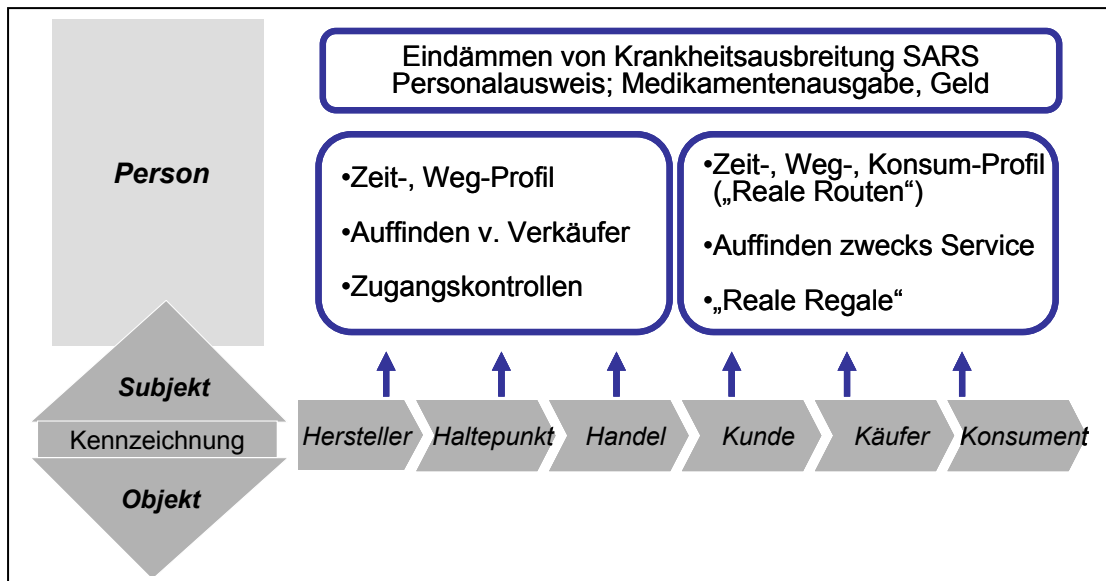 Eindämmen von Krankheitsausbreitung SARS
Personalausweis; Medikamentenausgabe, Geld
Person
•Zeit-, Weg-Profil
•Auffinden v. Verkäufer
•Zugangskontrollen
•Zeit-, Weg-, Konsum-Profil
(„Reale Routen“)
•Auffinden zwecks Service
•„Reale Regale“
Subjekt
Kennzeichnung
Objekt
Hersteller
Haltepunkt
Handel
Kunde
Käufer
Konsument